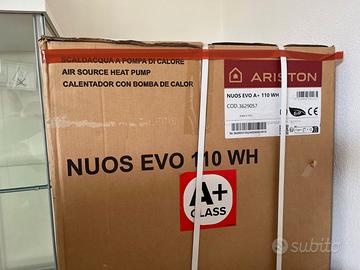 SCALDACQUA A POMPA DI CALORE
AIR SOURCE HEAT PUMP
CALENTADOR CON BOMBA DE CALOR
ARISTON
NUOS EVO A+ 110 WH
COD.3629057
NUOS EVO 110 WH
A+
CLASS
subito